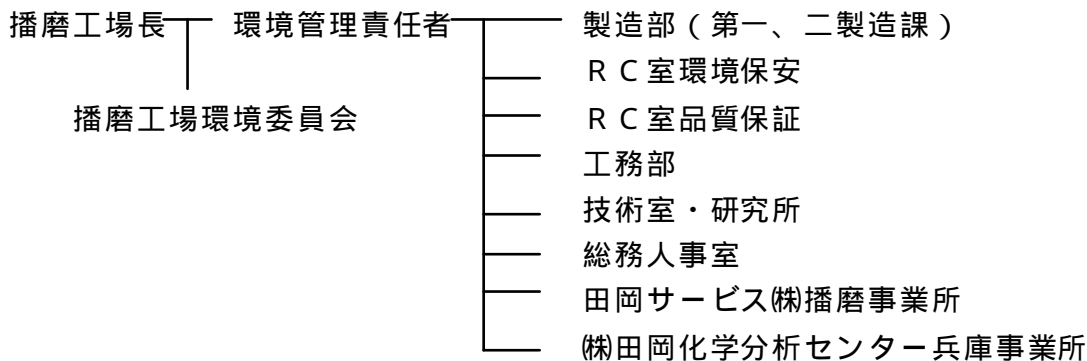 播磨工場長 環境管理責任者 製造部（第一、二製造課）
ＲＣ室環境保安
播磨工場環境委員会 ＲＣ室品質保証
工務部
技術室・研究所
総務人事室
田岡サービス㈱播磨事業所
㈱田岡化学分析センター兵庫事業所